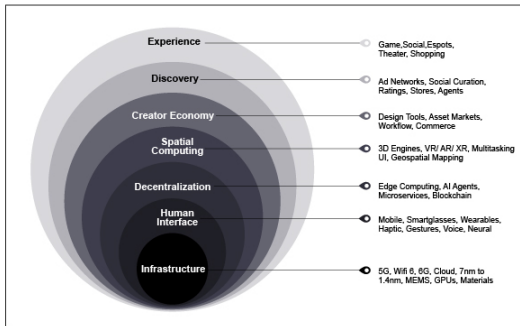 Experience
Game,Social,Espots,
Theater, Shopping
Discovery
Ad Networks, Social Curation,
Ratings, Stores, Agents
Creator Economy
Design Tools, Asset Markets,
Workflow, Commerce
Spatial
Computing
3D Engines, VR/ AR/ XR, Multitasking
UI, Geospatial Mapping
Decentralization
Edge Computing, AI Agents,
Microservices, Blockchain
Human
Interface
Mobile, Smartglasses, Wearables,
Haptic, Gestures, Voice, Neural
Infrastructure
5G, Wifi 6, 6G, Cloud, 7nm to
1.4nm, MEMS, GPUs, Materials